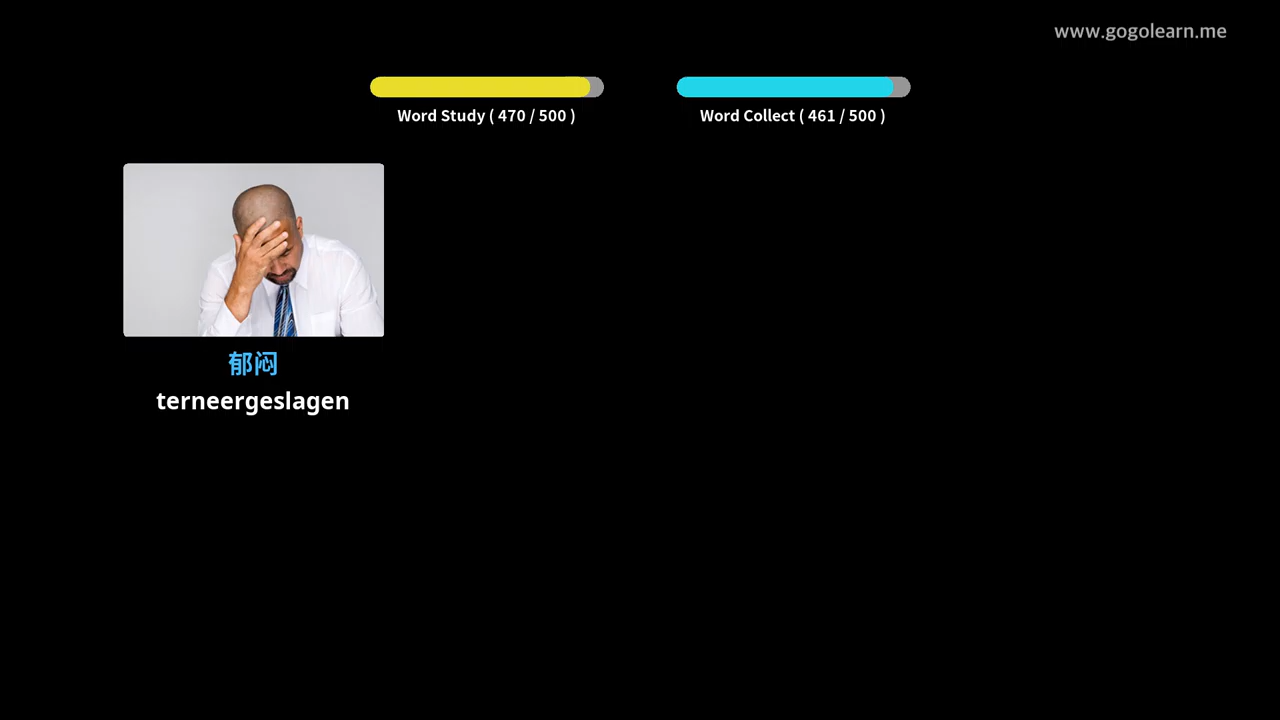 www.gogolearn.me
Word Study ( 470 / 500 )
Word Collect ( 461 / 500 )
郁闷
terneergeslagen